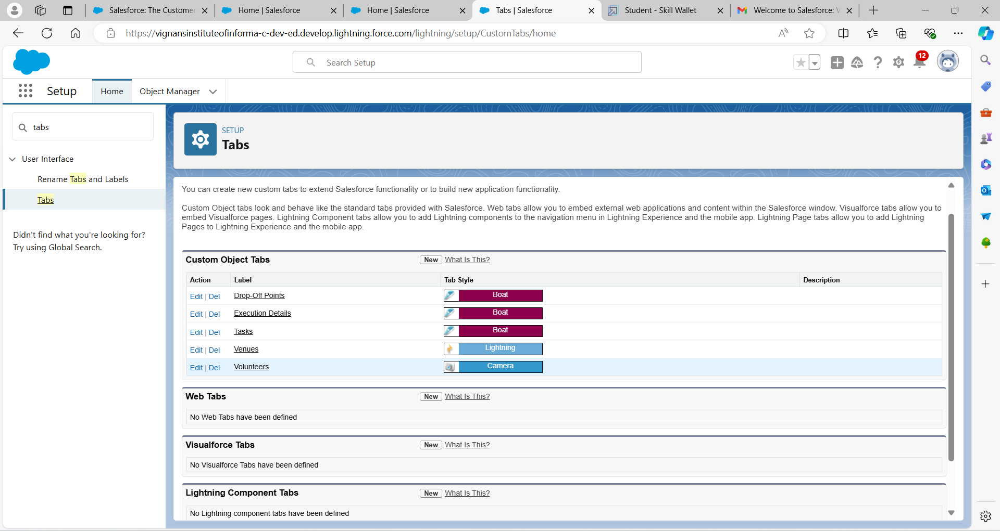 Salesforce: The Customer
Home | Salesforce
Home | Salesforce
Tabs | Salesforce
Student - Skill Wallet
Welcome to Salesforce: V
https://vignansinstituteofinforma-c-dev-ed.develop.lightning.force.com/lightning/setup/CustomTabs/home
Search Setup
12
Setup
Home
Object Manager
tabs
User Interface
Rename Tabs and Labels
Tabs
Didn't find what you're looking for?
Try using Global Search.
SETUP
Tabs
You can create new custom tabs to extend Salesforce functionality or to build new application functionality.
Custom Object tabs look and behave like the standard tabs provided with Salesforce. Web tabs allow you to embed external web applications and content within the Salesforce window. Visualforce tabs allow you to
embed Visualforce pages. Lightning Component tabs allow you to add Lightning components to the navigation menu in Lightning Experience and the mobile app. Lightning Page tabs allow you to add Lightning
Pages to Lightning Experience and the mobile app.
Custom Object Tabs New What Is This?
Action Label Tab Style Description
Edit | Del Drop-Off Points Boat
Edit | Del Execution Details Boat
Edit | Del Tasks Boat
Edit | Del Venues Lightning
Edit | Del Volunteers Camera
Web Tabs New What Is This?
No Web Tabs have been defined
Visualforce Tabs New What Is This?
No Visualforce Tabs have been defined
Lightning Component Tabs New What Is This?
No Lightning component tabs have been defined